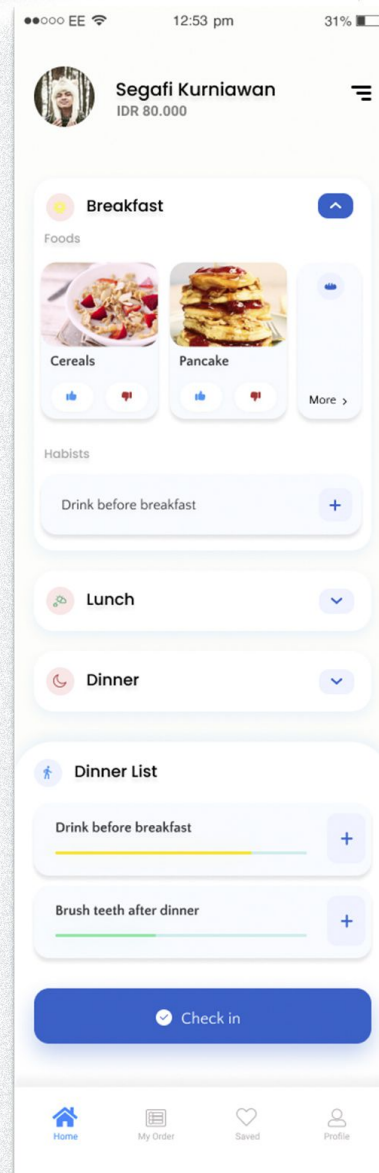 EE 12:53 pm 31%
Segafi Kurniawan
IDR 80.000
Breakfast
Foods
Cereals
Pancake
More >
Habists
Drink before breakfast
+
Lunch
Dinner
Dinner List
Drink before breakfast
+
Brush teeth after dinner
+
Check in
Home My Order Saved Profile